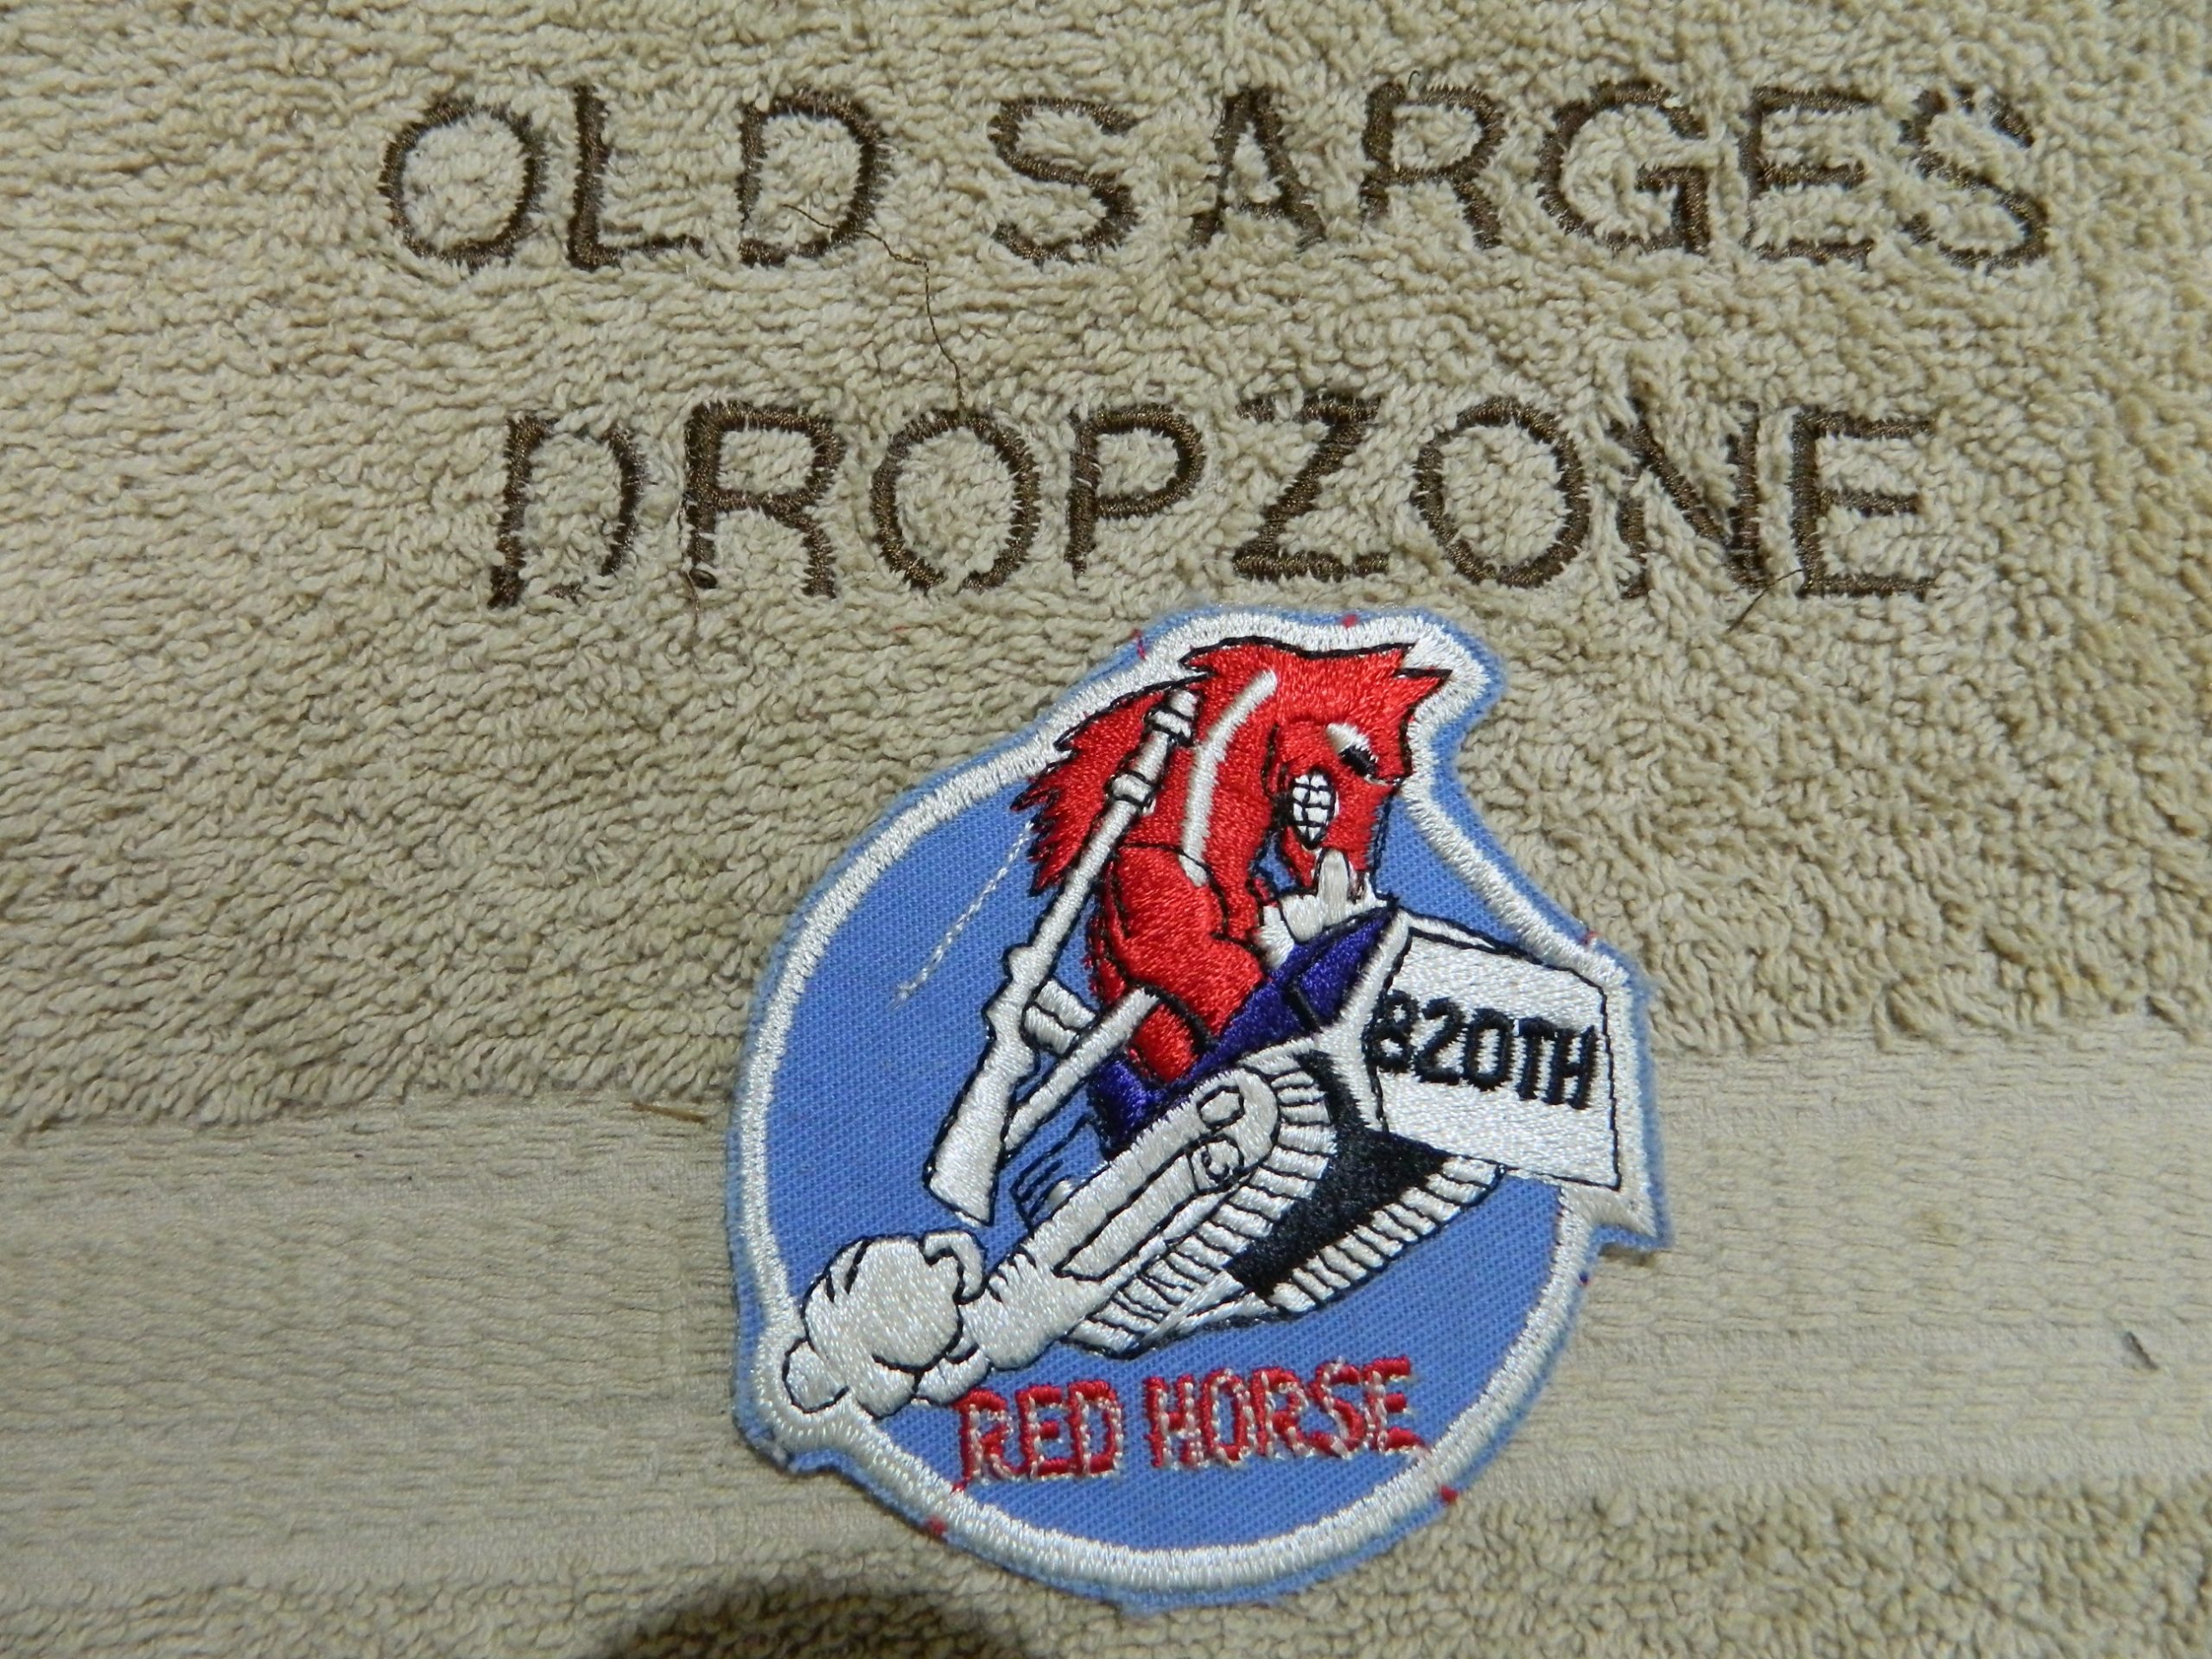 OLD SARGES
DROPZONE
820TH
RED HORSE